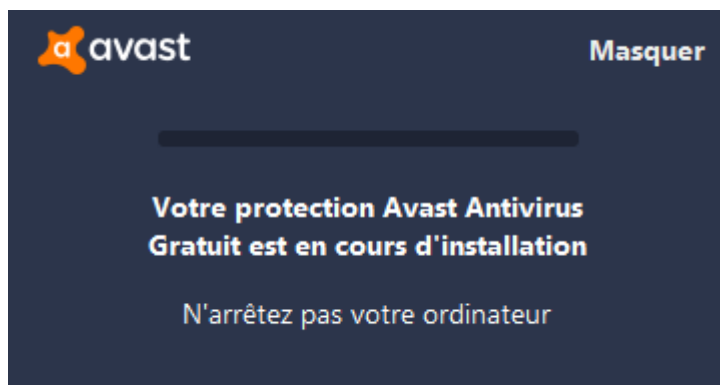 avast
Masquer
Votre protection Avast Antivirus
Gratuit est en cours d'installation
N'arrêtez pas votre ordinateur